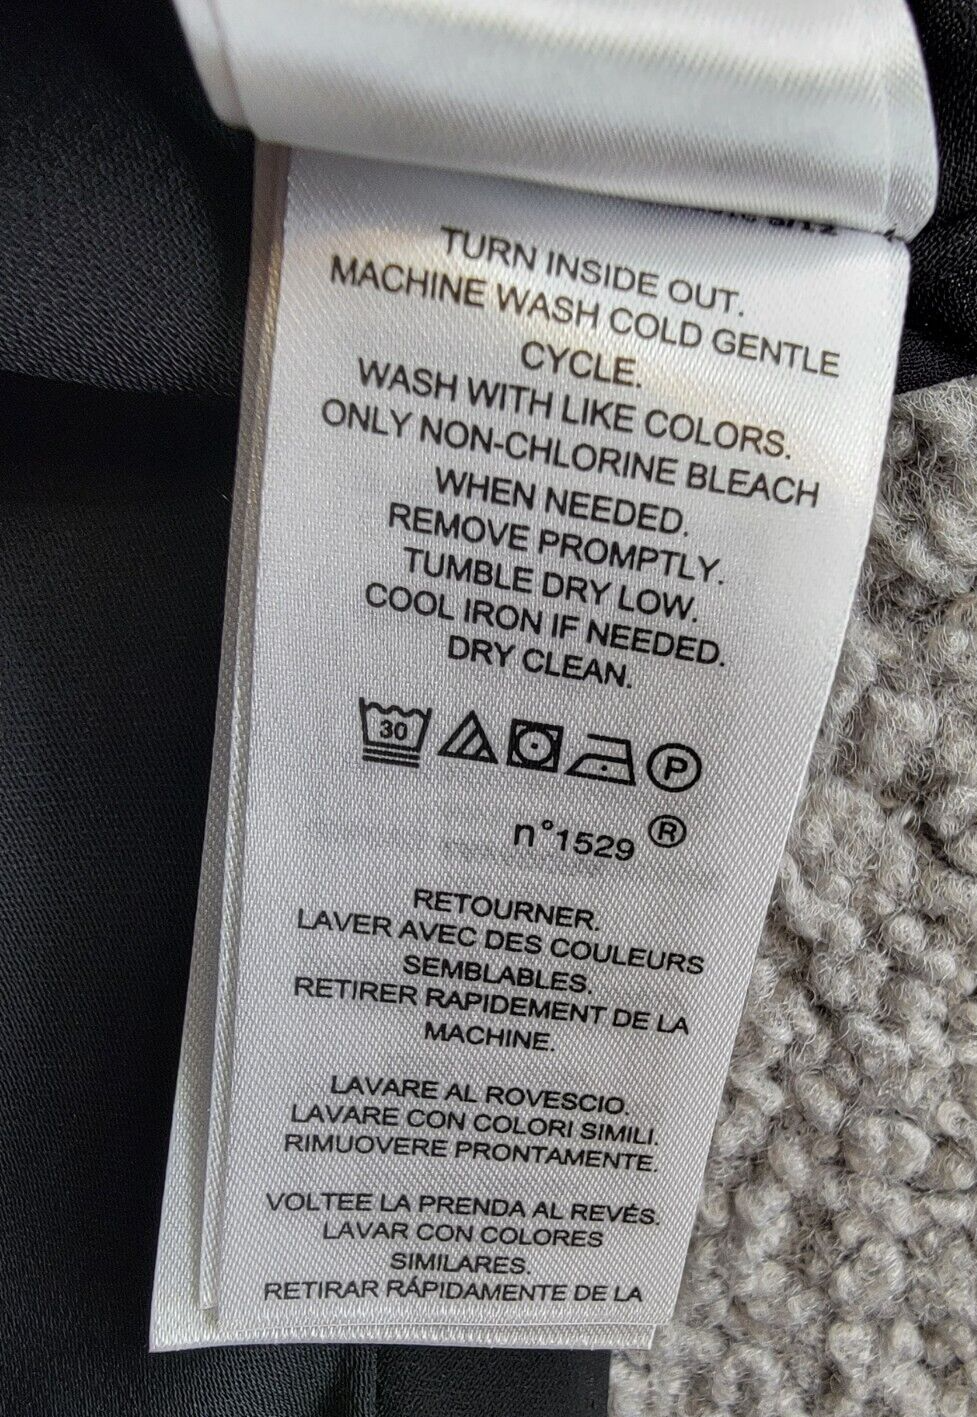 TURN INSIDE OUT.
MACHINE WASH COLD GENTLE
CYCLE.
WASH WITH LIKE COLORS.
ONLY NON-CHLORINE BLEACH
WHEN NEEDED.
REMOVE PROMPTLY.
TUMBLE DRY LOW.
COOL IRON IF NEEDED.
DRY CLEAN.
30 P
n°1529 ®
RETOURNER.
LAVER AVEC DES COULEURS
SEMBLABLES.
RETIRER RAPIDEMENT DE LA
MACHINE.
LAVARE AL ROVESCIO.
LAVARE CON COLORI SIMILI.
RIMUOVERE PRONTAMENTE.
VOLTEE LA PRENDA AL REVÉS.
LAVAR CON COLORES
SIMILARES.
RETIRAR RÁPIDAMENTE DE LA